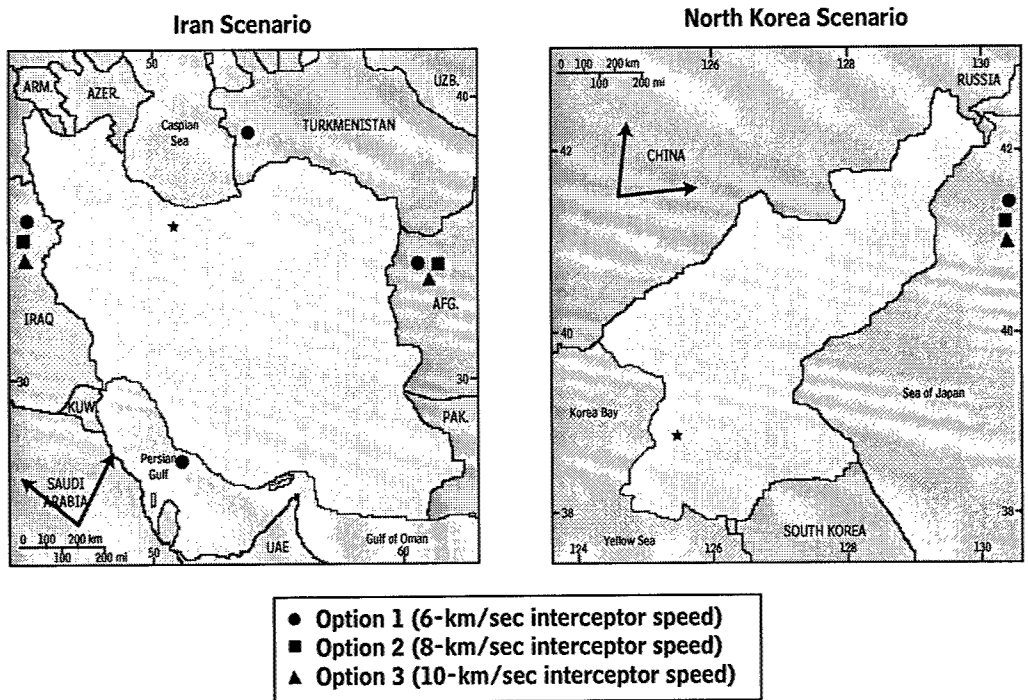 Iran Scenario
50
ARM.
AZER.
UZB.
40
Caspian
Sea
TURKMENISTAN
IRAQ
AFG.
30
30
KUW.
PAK.
Persian
Gulf
SAUDI
ARABIA
0 100 200 km
100 200 mi
50
UAE
Gulf of Oman
60
North Korea Scenario
126
128
130
0 100 200 km
100 200 mi
RUSSIA
42
CHINA
42
40
40
Korea Bay
Sea of Japan
38
38
Yellow Sea
SOUTH KOREA
124
126
128
130
● Option 1 (6-km/sec interceptor speed)
■ Option 2 (8-km/sec interceptor speed)
▲ Option 3 (10-km/sec interceptor speed)